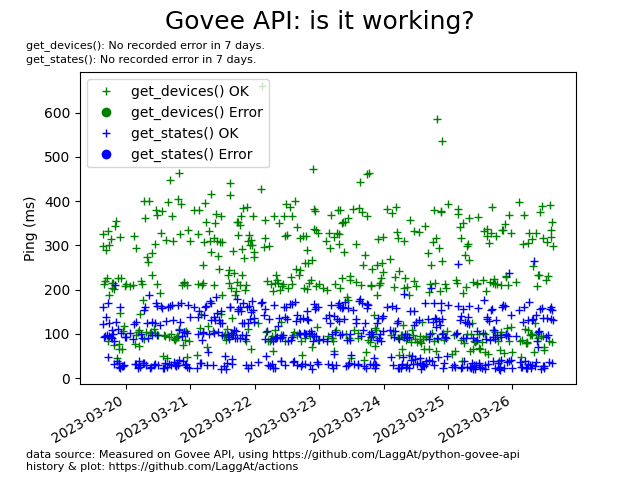 Govee API: is it working?
get_devices(): No recorded error in 7 days.
get_states(): No recorded error in 7 days.
get_devices() OK
get_devices() Error
get_states() OK
get_states() Error
Ping (ms)
600
500
400
300
200
100
0
2023-03-20
2023-03-21
2023-03-22
2023-03-23
2023-03-24
2023-03-25
2023-03-26
data source: Measured on Govee API, using https://github.com/LaggAt/python-govee-api
history & plot: https://github.com/LaggAt/actions